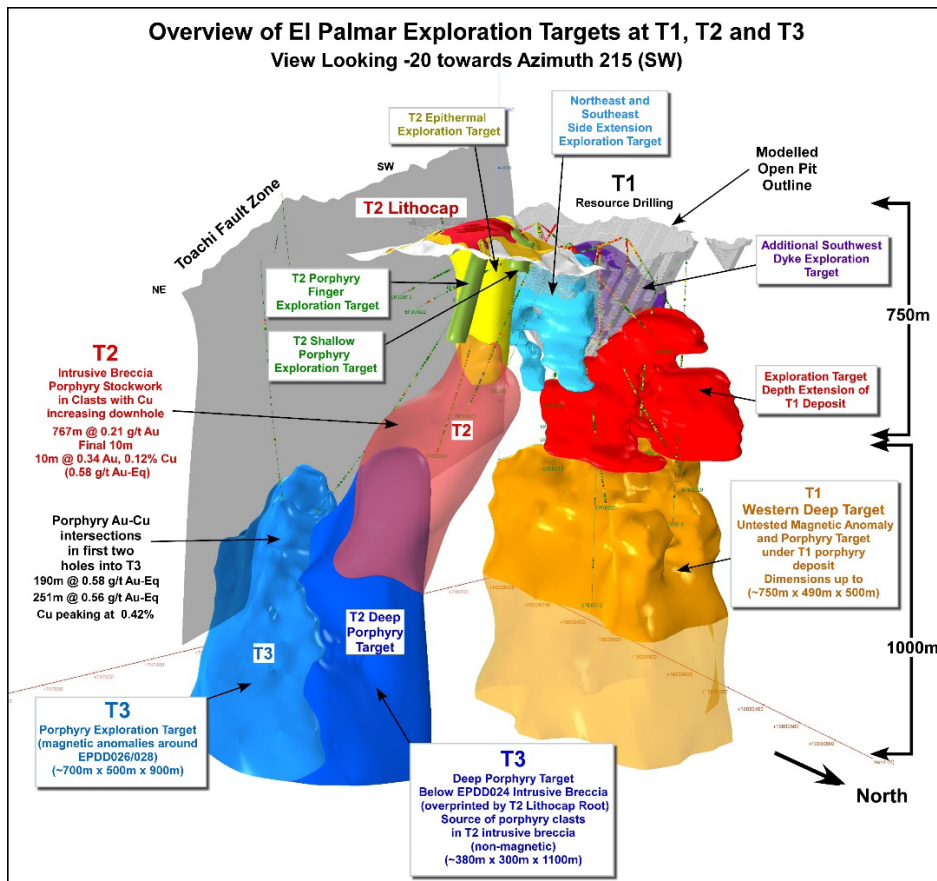 Overview of El Palmar Exploration Targets at T1, T2 and T3
View Looking -20 towards Azimuth 215 (SW)
T2 Epithermal
Exploration Target
Northeast and
Southeast
Side Extension
Exploration Target
Modelled
Open Pit
Outline
SW
T1
Resource Drilling
T2 Lithocap
Toachi Fault Zone
NE
Additional Southwest
Dyke Exploration
Target
T2 Porphyry
Finger
Exploration Target
750m
T2 Shallow
Porphyry
Exploration Target
T2
Intrusive Breccia
Porphyry Stockwork
in Clasts with Cu
increasing downhole
767m @ 0.21 g/t Au
Final 10m
10m @ 0.34 Au, 0.12% Cu
(0.58 g/t Au-Eq)
Exploration Target
Depth Extension of
T1 Deposit
T2
T1
Western Deep Target
Untested Magnetic Anomaly
and Porphyry Target
under T1 porphyry
deposit
Dimensions up to
(~750m x 490m x 500m)
Porphyry Au-Cu
intersections
in first two
holes into T3
190m @ 0.58 g/t Au-Eq
251m @ 0.56 g/t Au-Eq
Cu peaking at 0.42%
T2 Deep
Porphyry
Target
T3
1000m
T3
Porphyry Exploration Target
(magnetic anomalies around
EPDD026/028)
(~700m x 500m x 900m)
T3
Deep Porphyry Target
Below EPDD024 Intrusive Breccia
(overprinted by T2 Lithocap Root)
Source of porphyry clasts
in T2 intrusive breccia
(non-magnetic)
(~380m x 300m x 1100m)
North